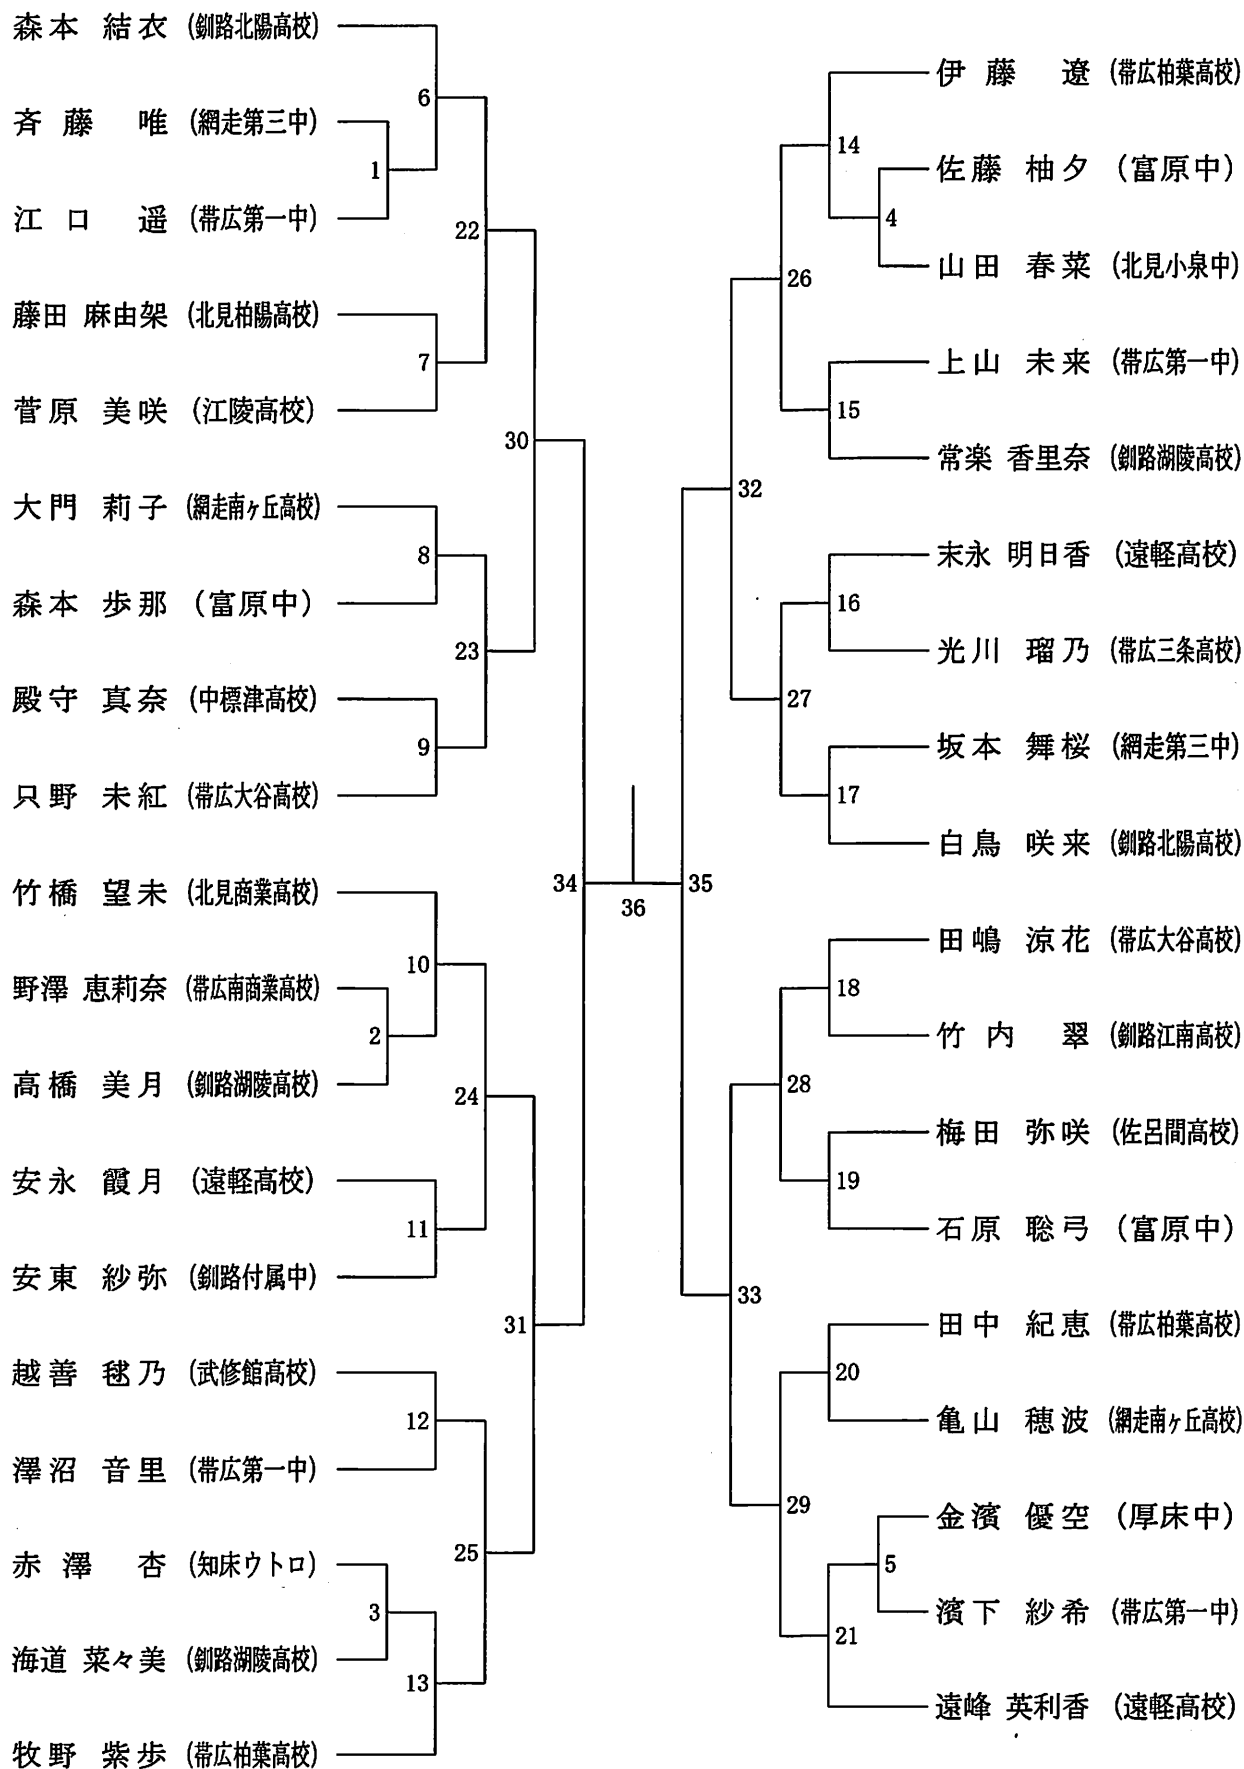 森本 結衣 (釧路北陽高校)
斉藤 唯 (網走第三中)
江口 遥 (帯広第一中)
藤田 麻由架 (北見柏陽高校)
菅原 美咲 (江陵高校)
大門 莉子 (網走南ヶ丘高校)
森本 歩那 (富原中)
殿守 真奈 (中標津高校)
只野 未紅 (帯広大谷高校)
竹橋 望未 (北見商業高校)
野澤 恵莉奈 (帯広南商業高校)
高橋 美月 (釧路湖陵高校)
安永 霞月 (遠軽高校)
安東 紗弥 (釧路付属中)
越善 毬乃 (武修館高校)
澤沼 音里 (帯広第一中)
赤澤 杏 (知床ウトロ)
海道 菜々美 (釧路湖陵高校)
牧野 紫歩 (帯広柏葉高校)
1
2
3
6
7
8
9
10
11
12
13
22
23
24
25
30
31
34
36
35
32
33
26
27
28
29
14
15
16
17
18
19
20
21
4
5
伊藤 遼 (帯広柏葉高校)
佐藤 柚夕 (富原中)
山田 春菜 (北見小泉中)
上山 未来 (帯広第一中)
常楽 香里奈 (釧路湖陵高校)
末永 明日香 (遠軽高校)
光川 瑠乃 (帯広三条高校)
坂本 舞桜 (網走第三中)
白鳥 咲来 (釧路北陽高校)
田嶋 涼花 (帯広大谷高校)
竹内 翠 (釧路江南高校)
梅田 弥咲 (佐呂間高校)
石原 聡弓 (富原中)
田中 紀恵 (帯広柏葉高校)
亀山 穂波 (網走南ヶ丘高校)
金濱 優空 (厚床中)
濱下 紗希 (帯広第一中)
遠峰 英利香 (遠軽高校)